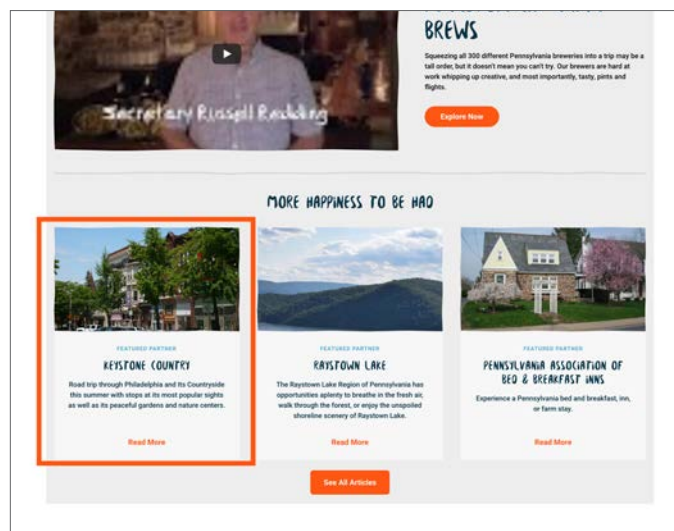 BREWS
Squeezing all 300 different Pennsylvania breweries into a trip may be a
tall order, but it doesn't mean you can't try. Our brewers are hard at
work whipping up creative, and most importantly, tasty, pints and
flights.
Explore Now
Secretary Russell Redding
MORE HAPPINESS TO BE HAD
FEATURED PARTNER
KEYSTONE COUNTRY
Road trip through Philadelphia and Its Countryside
this summer with stops at its most popular sights
as well as its peaceful gardens and nature centers.
Read More
FEATURED PARTNER
RAYSTOWN LAKE
The Raystown Lake Region of Pennsylvania has
opportunities aplenty to breathe in the fresh air,
walk through the forest, or enjoy the unspoiled
shoreline scenery of Raystown Lake.
Read More
FEATURED PARTNER
PENNSYLVANIA ASSOCIATION OF
BED & BREAKFAST INNS
Experience a Pennsylvania bed and breakfast, inn,
or farm stay.
Read More
See All Articles